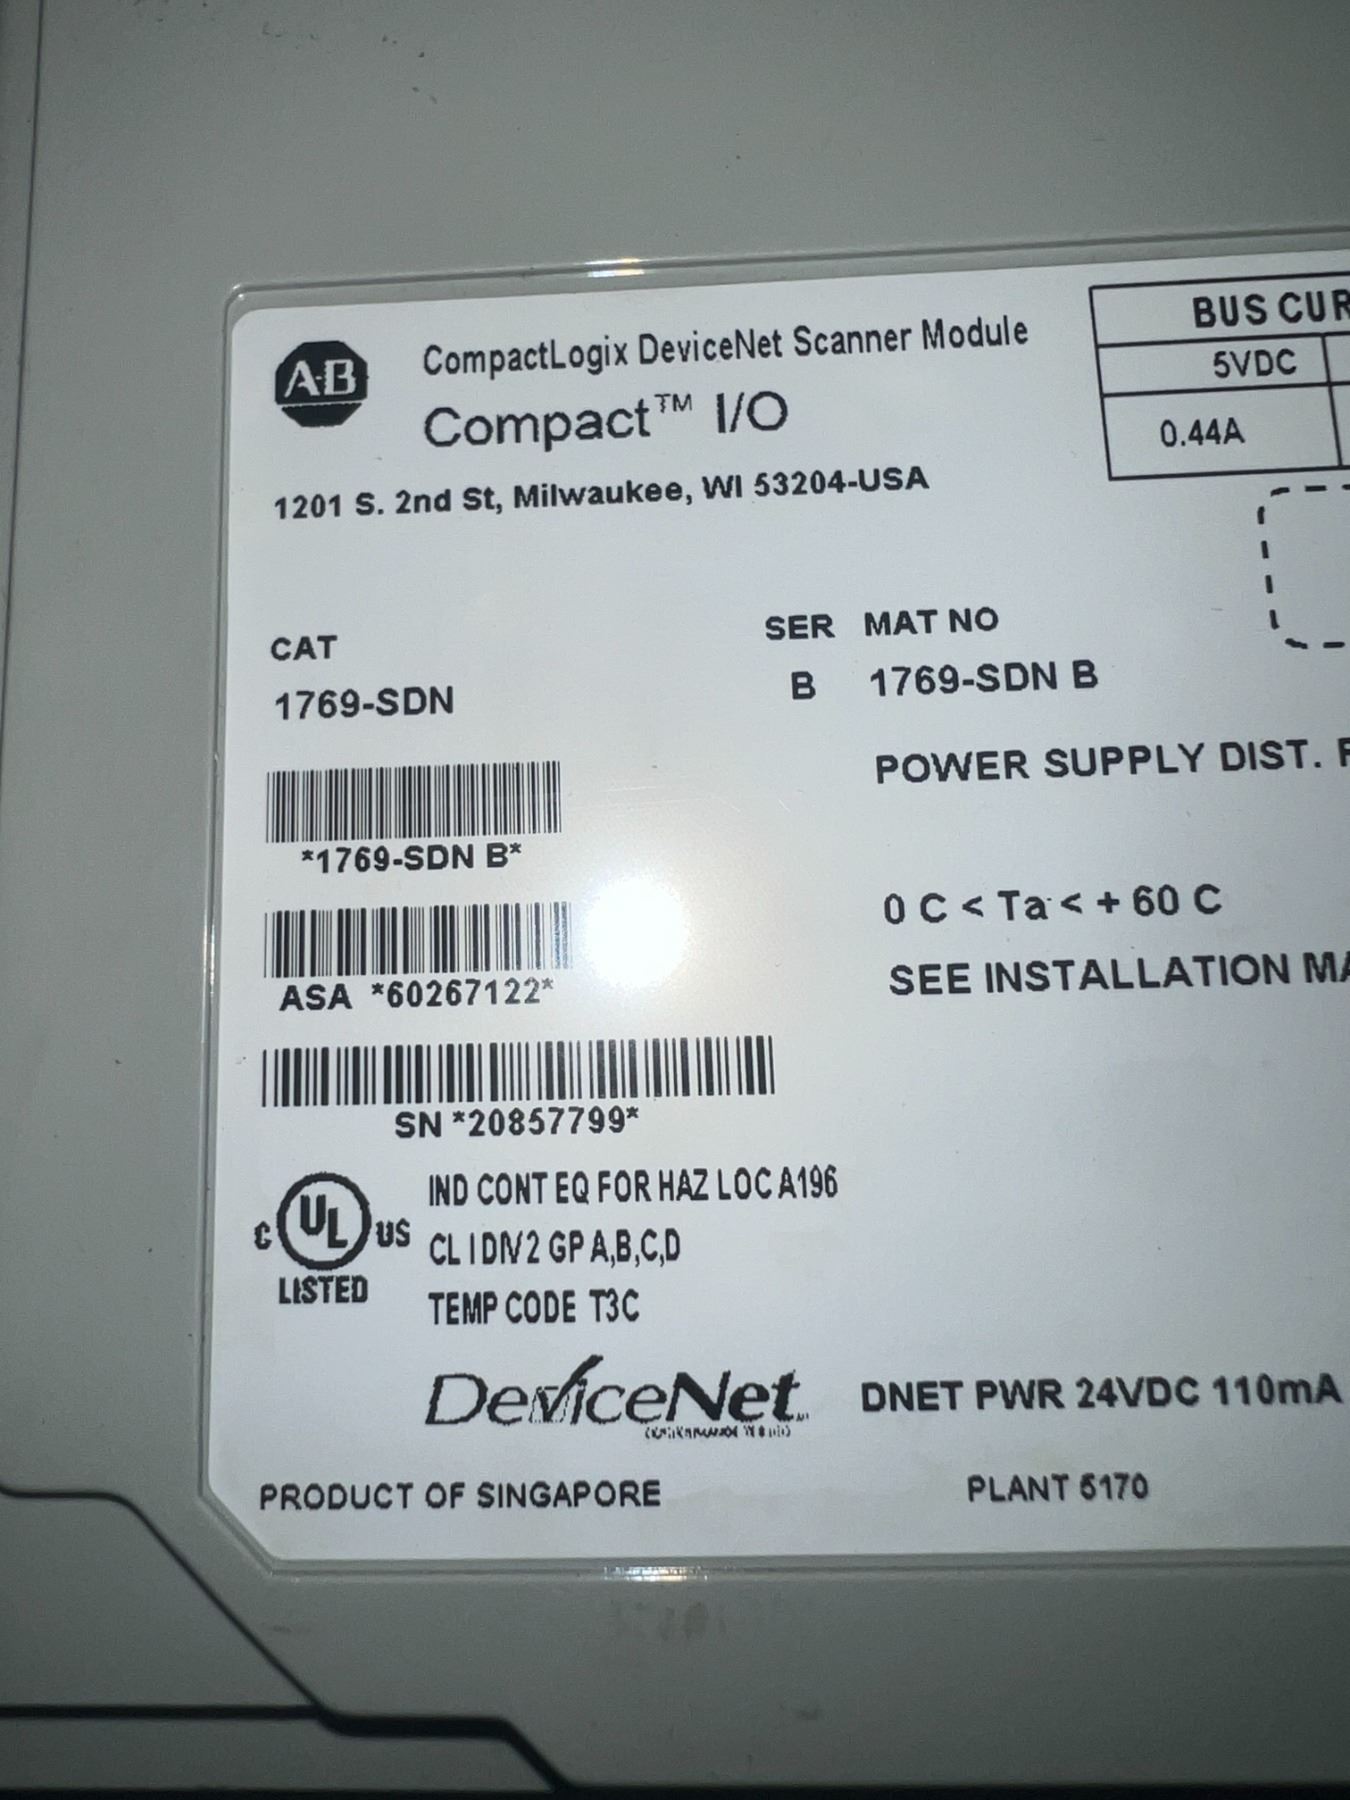 A-B
CompactLogix DeviceNet Scanner Module
Compact™ I/O
1201 S. 2nd St, Milwaukee, WI 53204-USA
BUS
5VDC
0.44A
CAT
SER MAT NO
1769-SDN
B 1769-SDN B
POWER SUPPLY DIST.
*1769-SDN B*
0 C < Ta < + 60 C
ASA *60267122*
SEE INSTALLATION
SN *20857799*
C UL US
LISTED
IND CONT EQ FOR HAZ LOC A196
CL I DIV 2 GP A,B,C,D
TEMP CODE T3C
DeviceNet
DNET PWR 24VDC 110mA
PRODUCT OF SINGAPORE
PLANT 5170